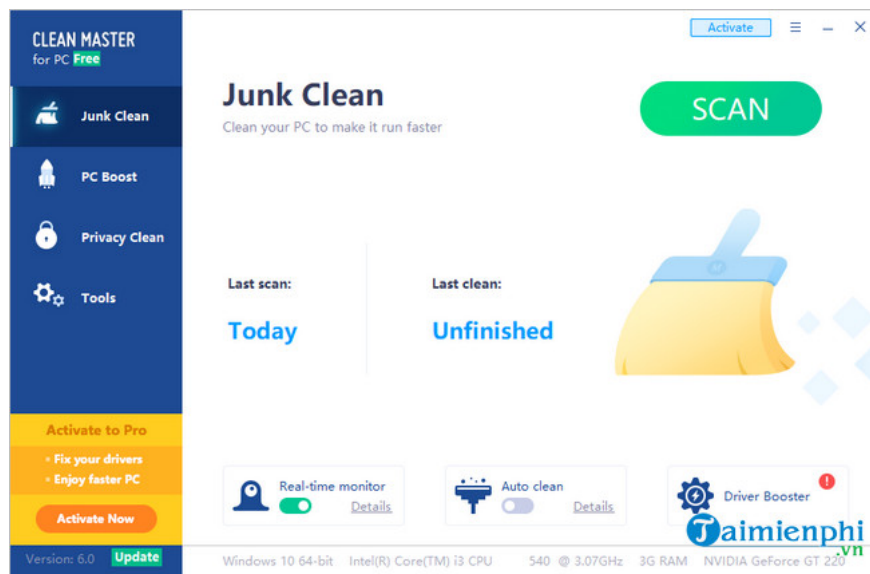 CLEAN MASTER
for PC Free
Activate
Junk Clean
PC Boost
Privacy Clean
Tools
Junk Clean
Clean your PC to make it run faster
SCAN
Last scan:
Today
Last clean:
Unfinished
Activate to Pro
Fix your drivers
Enjoy faster PC
Activate Now
Real-time monitor
Details
Auto clean
Details
Driver Booster
Taimienphi
.vn
Version: 6.0 Update
Windows 10 64-bit Intel(R) Core(TM) i3 CPU 540 @ 3.07GHz 3G RAM NVIDIA GeForce GT 220